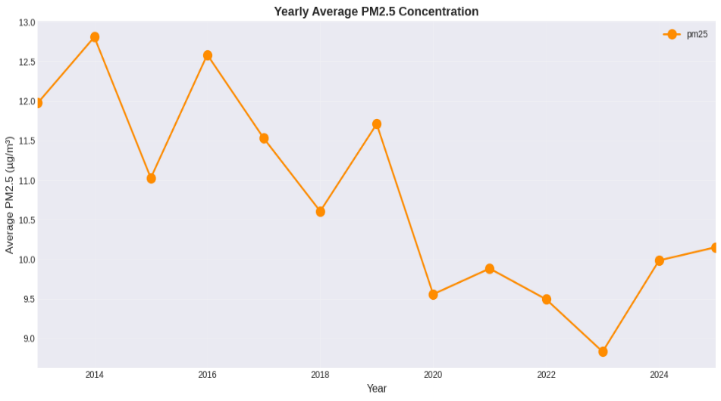 Yearly Average PM2.5 Concentration
pm25
Average PM2.5 (µg/m³)
13.0
12.5
12.0
11.5
11.0
10.5
10.0
9.5
9.0
2014 2016 2018 2020 2022 2024
Year